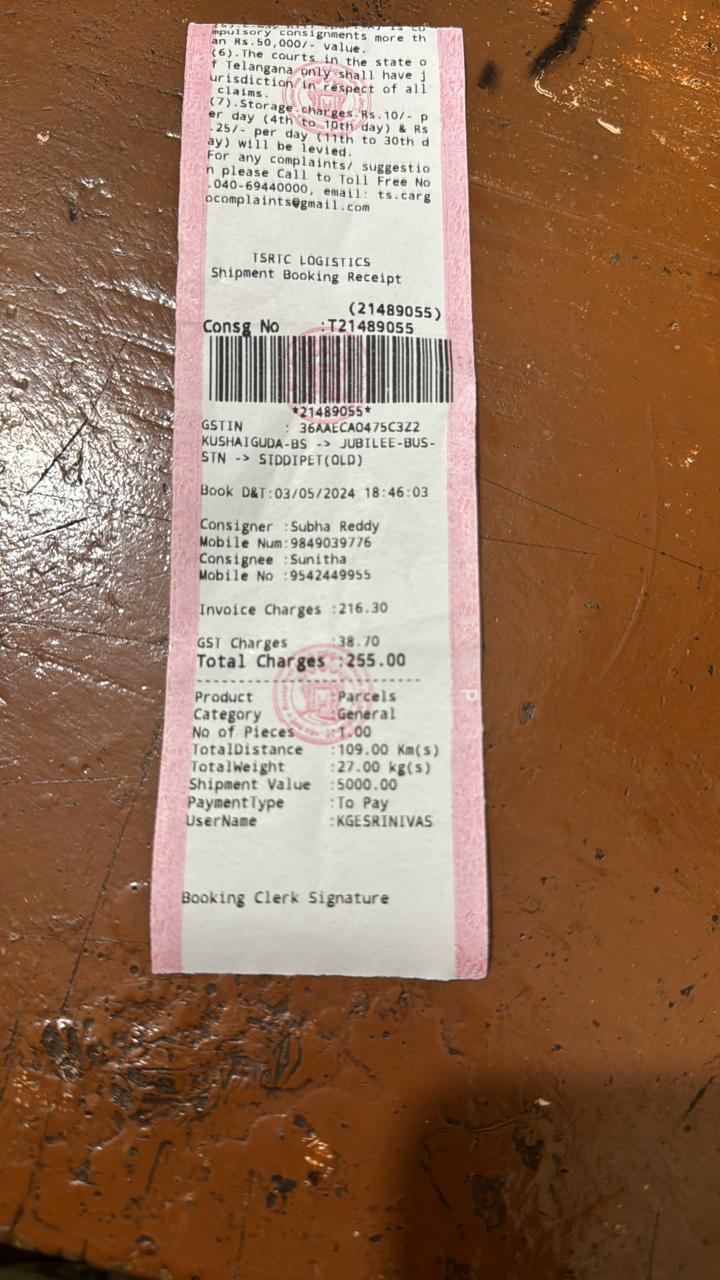 mpulsory consignments more th
an Rs.50,000/- value.
(6).The courts in the state o
f Telangana only shall have j
urisdiction in respect of all
claims.
(7).Storage charges Rs.10/- p
er day (4th to 10th day) & Rs
.25/- per day (11th to 30th d
ay) will be levied.
For any complaints/ suggestio
n please Call to Toll Free No
.040-69440000, email: ts.carg
ocomplaints@gmail.com
TSRTC LOGISTICS
Shipment Booking Receipt
(21489055)
Consg No :T21489055
*21489055*
GSTIN : 36AAECA0475C3Z2
KUSHAIGUDA-BS -> JUBILEE-BUS-
STN -> SIDDIPET(OLD)
Book D&T:03/05/2024 18:46:03
Consigner :Subha Reddy
Mobile Num:9849039776
Consignee :Sunitha
Mobile No :9542449955
Invoice Charges :216.30
GST Charges :38.70
Total Charges :255.00
--------------------------
Product :Parcels
Category :General
No of Pieces :1.00
TotalDistance :109.00 Km(s)
TotalWeight :27.00 kg(s)
Shipment Value :5000.00
PaymentType :To Pay
UserName :KGESRINIVAS
Booking Clerk Signature